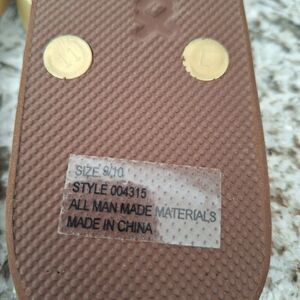 SIZE 9/10
STYLE 004315
ALL MAN MADE MATERIALS
MADE IN CHINA